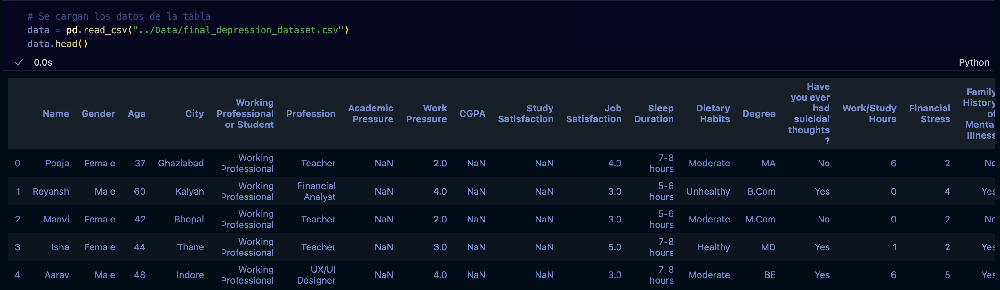 # Se cargan los datos de la tabla
data = pd.read_csv("../Data/final_depression_dataset.csv")
data.head()
0.0s
Python
Name Gender Age City Working Professional or Student Profession Academic Pressure Work Pressure CGPA Study Satisfaction Job Satisfaction Sleep Duration Dietary Habits Degree Have you ever had suicidal thoughts ? Work/Study Hours Financial Stress Family History of Mental Illness
0 Pooja Female 37 Ghaziabad Working Professional Teacher NaN 2.0 NaN NaN 4.0 7-8 hours Moderate MA No 6 2 No
1 Reyansh Male 60 Kalyan Working Professional Financial Analyst NaN 4.0 NaN NaN 3.0 5-6 hours Unhealthy B.Com Yes 0 4 Yes
2 Manvi Female 42 Bhopal Working Professional Teacher NaN 2.0 NaN NaN 3.0 5-6 hours Moderate M.Com No 0 2 No
3 Isha Female 44 Thane Working Professional Teacher NaN 3.0 NaN NaN 5.0 7-8 hours Healthy MD Yes 1 2 Yes
4 Aarav Male 48 Indore Working Professional UX/UI Designer NaN 4.0 NaN NaN 3.0 7-8 hours Moderate BE Yes 6 5 Yes